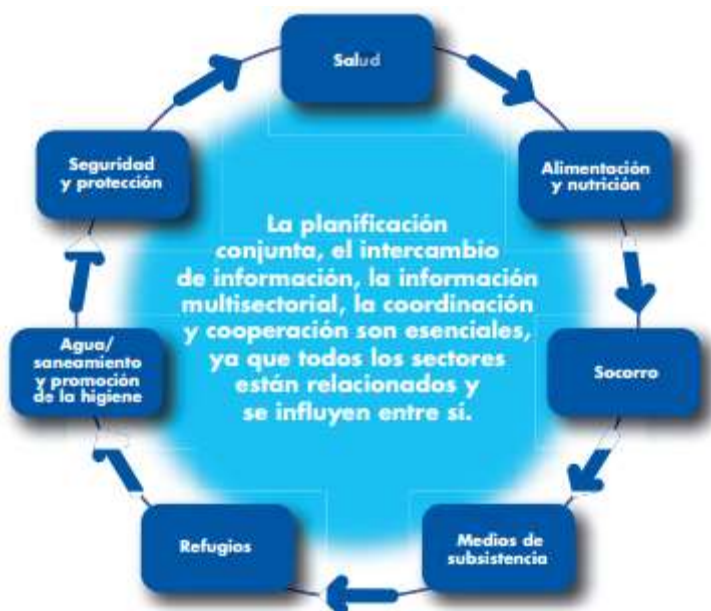 Salud
Alimentación
y nutrición
Socorro
Medios de
subsistencia
Refugios
Agua/
saneamiento
y promoción
de la higiene
Seguridad
y protección
La planificación
conjunta, el intercambio
de información, la información
multisectorial, la coordinación
y cooperación son esenciales,
ya que todos los sectores
están relacionados y
se influyen entre sí.